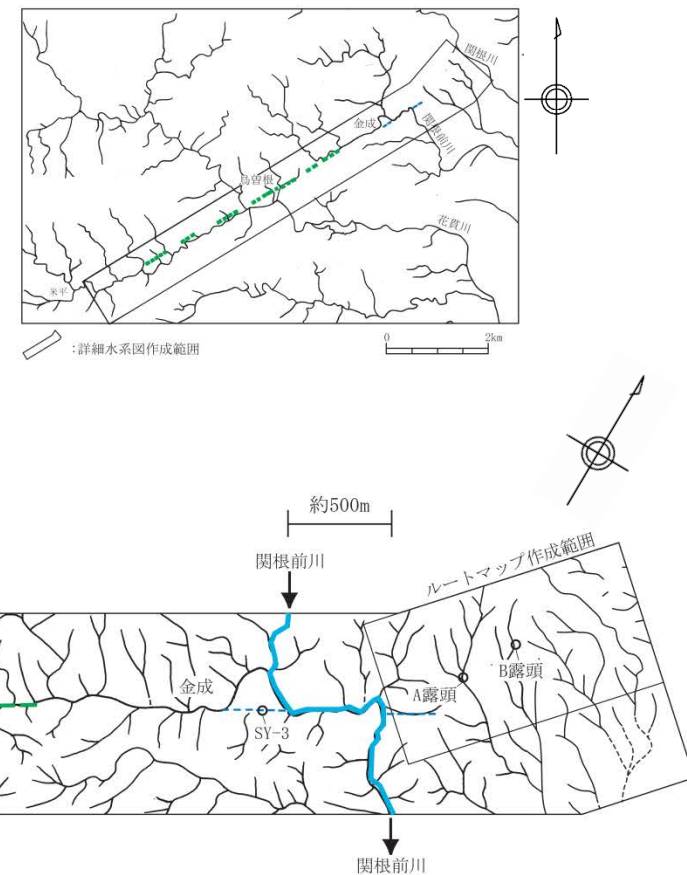 関根川
金成
関根前川
烏曽根
花貫川
米平
:詳細水系図作成範囲
0 2km
約500m
関根前川
ルートマップ作成範囲
金成
B露頭
A露頭
SY-3
関根前川